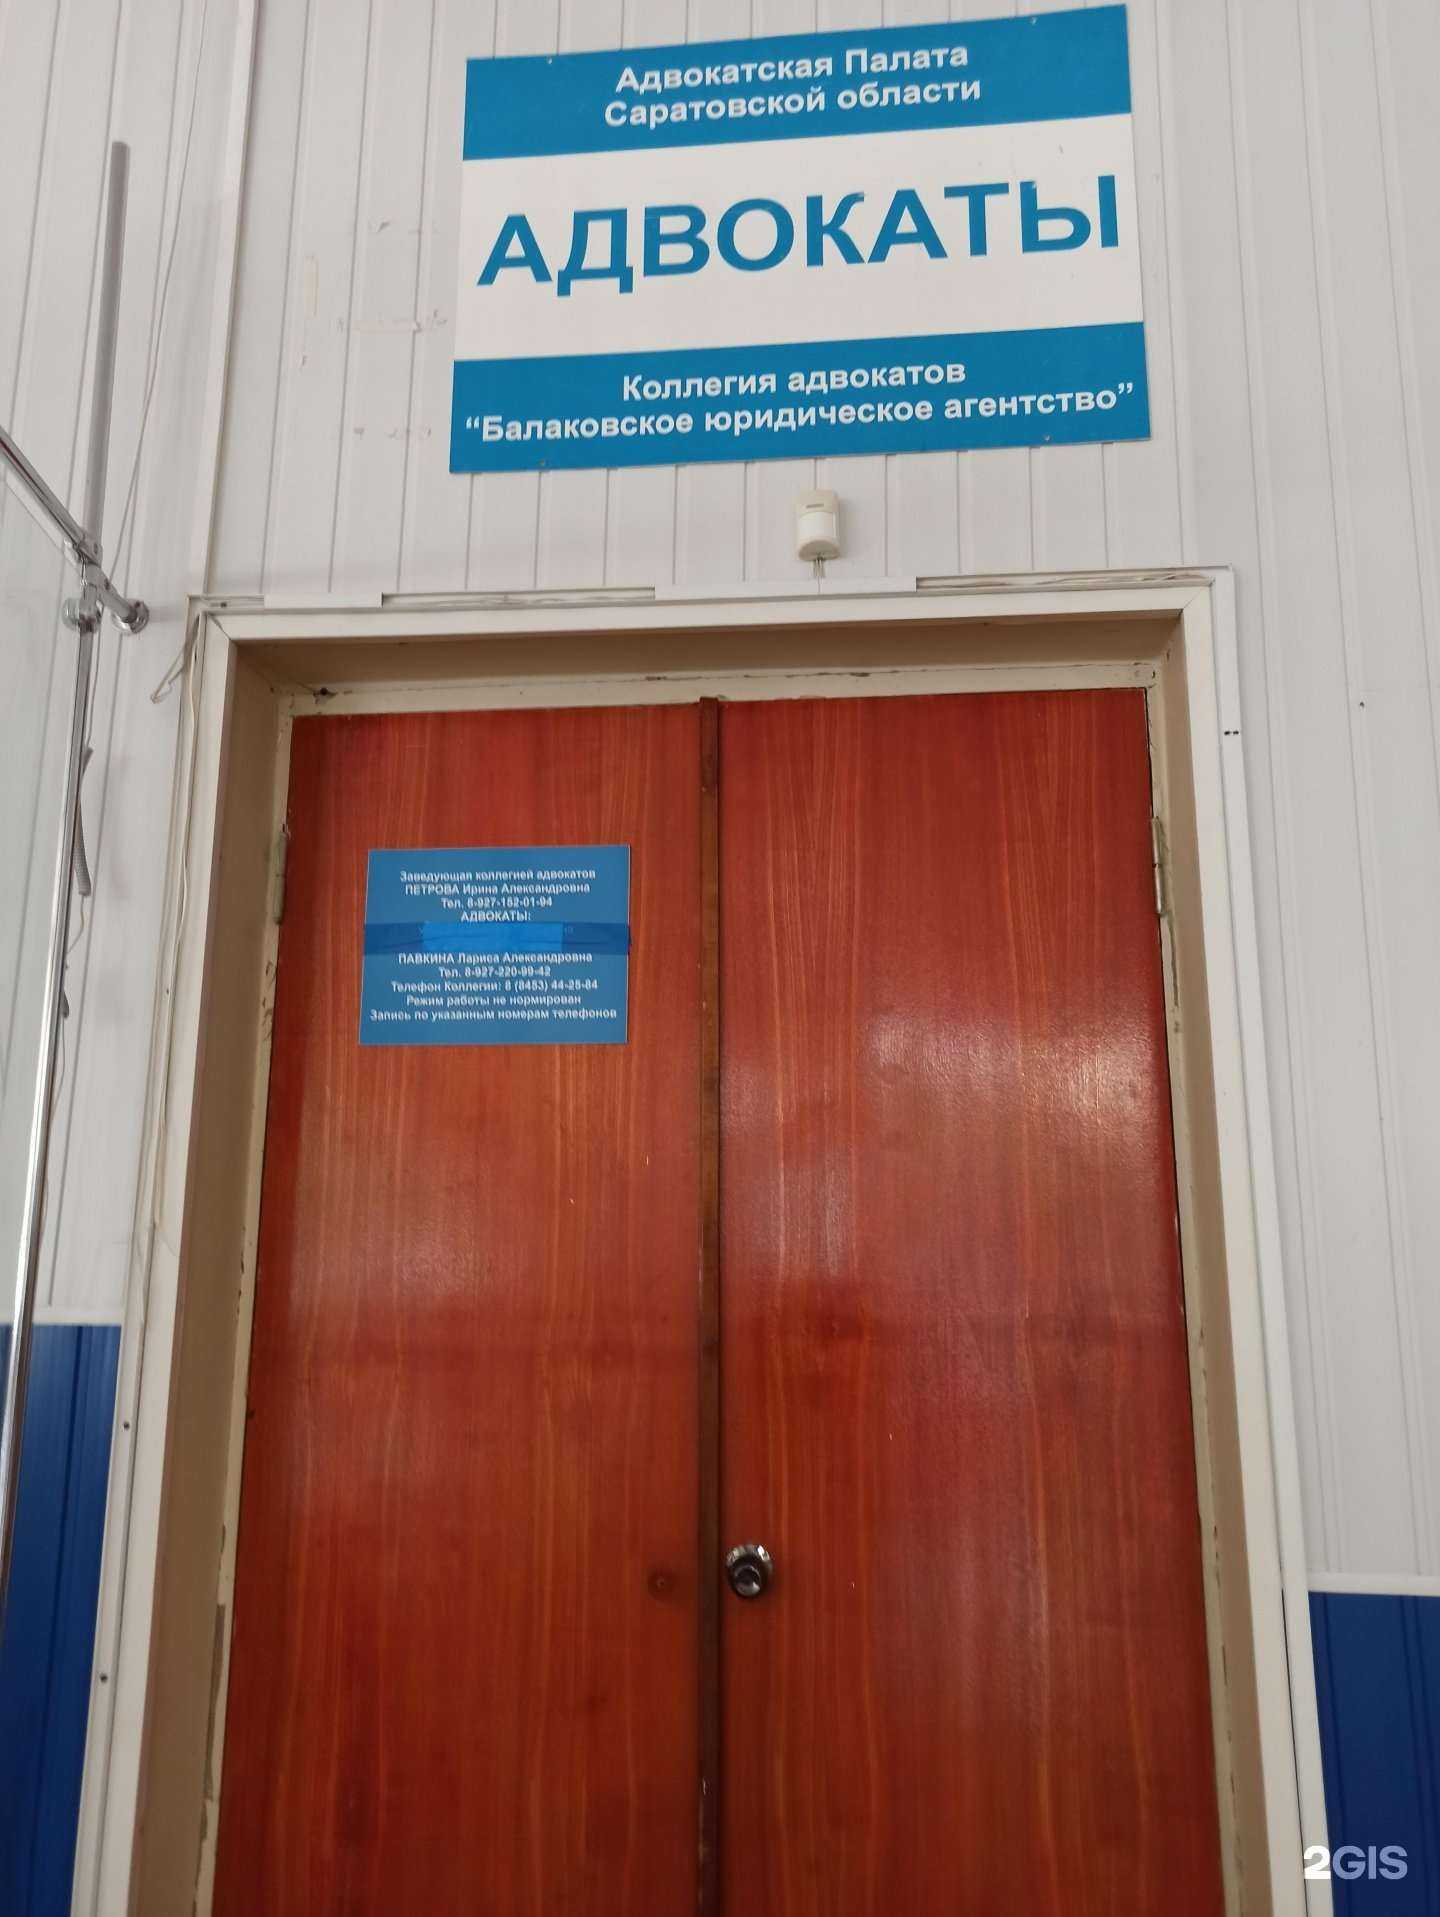 Адвокатская Палата
Саратовской области
АДВОКАТЫ
Коллегия адвокатов
“Балаковское юридическое агентство”
Заведующая коллегией адвокатов
ПЕТРОВА Ирина Александровна
Тел. 8-927-152-01-94
АДВОКАТЫ:
ПАВКИНА Лариса Александровна
Тел. 8-927-220-99-42
Телефон Коллегии: 8 (8453) 44-25-84
Режим работы не нормирован
Запись по указанным номерам телефонов
2GIS